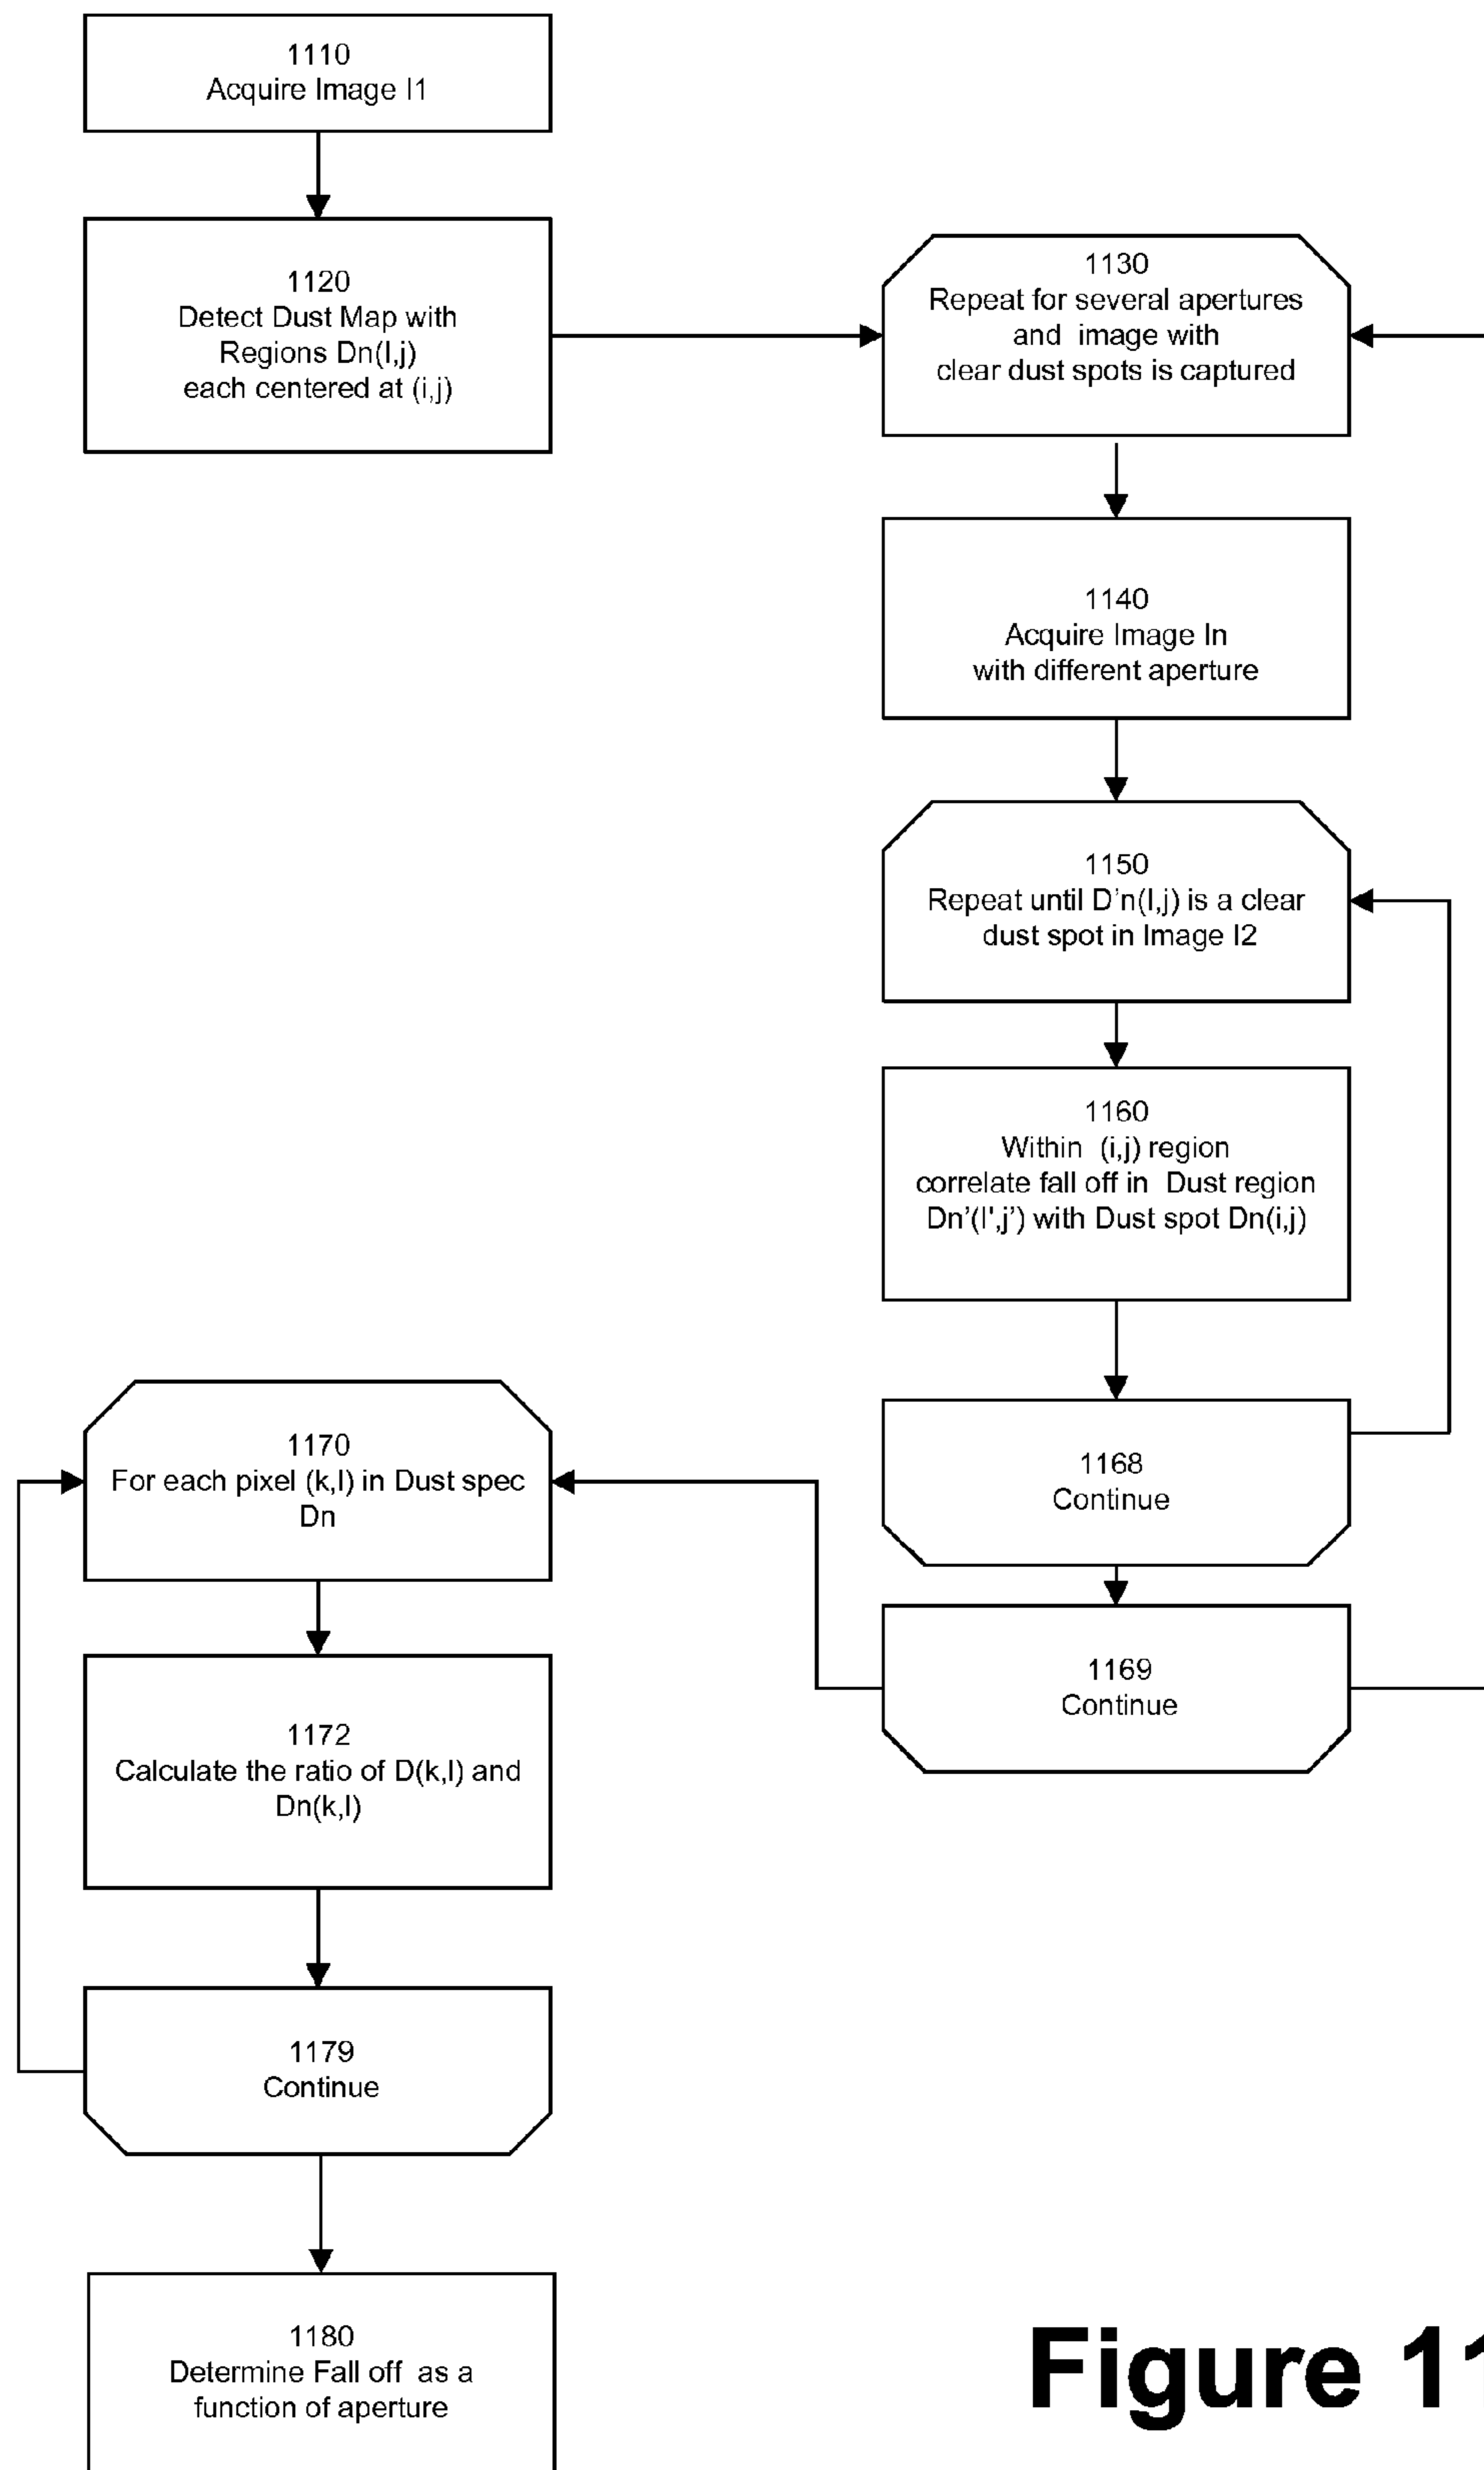 1110
Acquire Image I1
1120
Detect Dust Map with
Regions Dn(I,j)
each centered at (i,j)
1130
Repeat for several apertures
and image with
clear dust spots is captured
1140
Acquire Image In
with different aperture
1150
Repeat until D'n(I,j) is a clear
dust spot in Image I2
1160
Within (i,j) region
correlate fall off in Dust region
Dn'(I',j') with Dust spot Dn(i,j)
1168
Continue
1169
Continue
1170
For each pixel (k,l) in Dust spec
Dn
1172
Calculate the ratio of D(k,l) and
Dn(k,l)
1179
Continue
1180
Determine Fall off as a
function of aperture
Figure 11